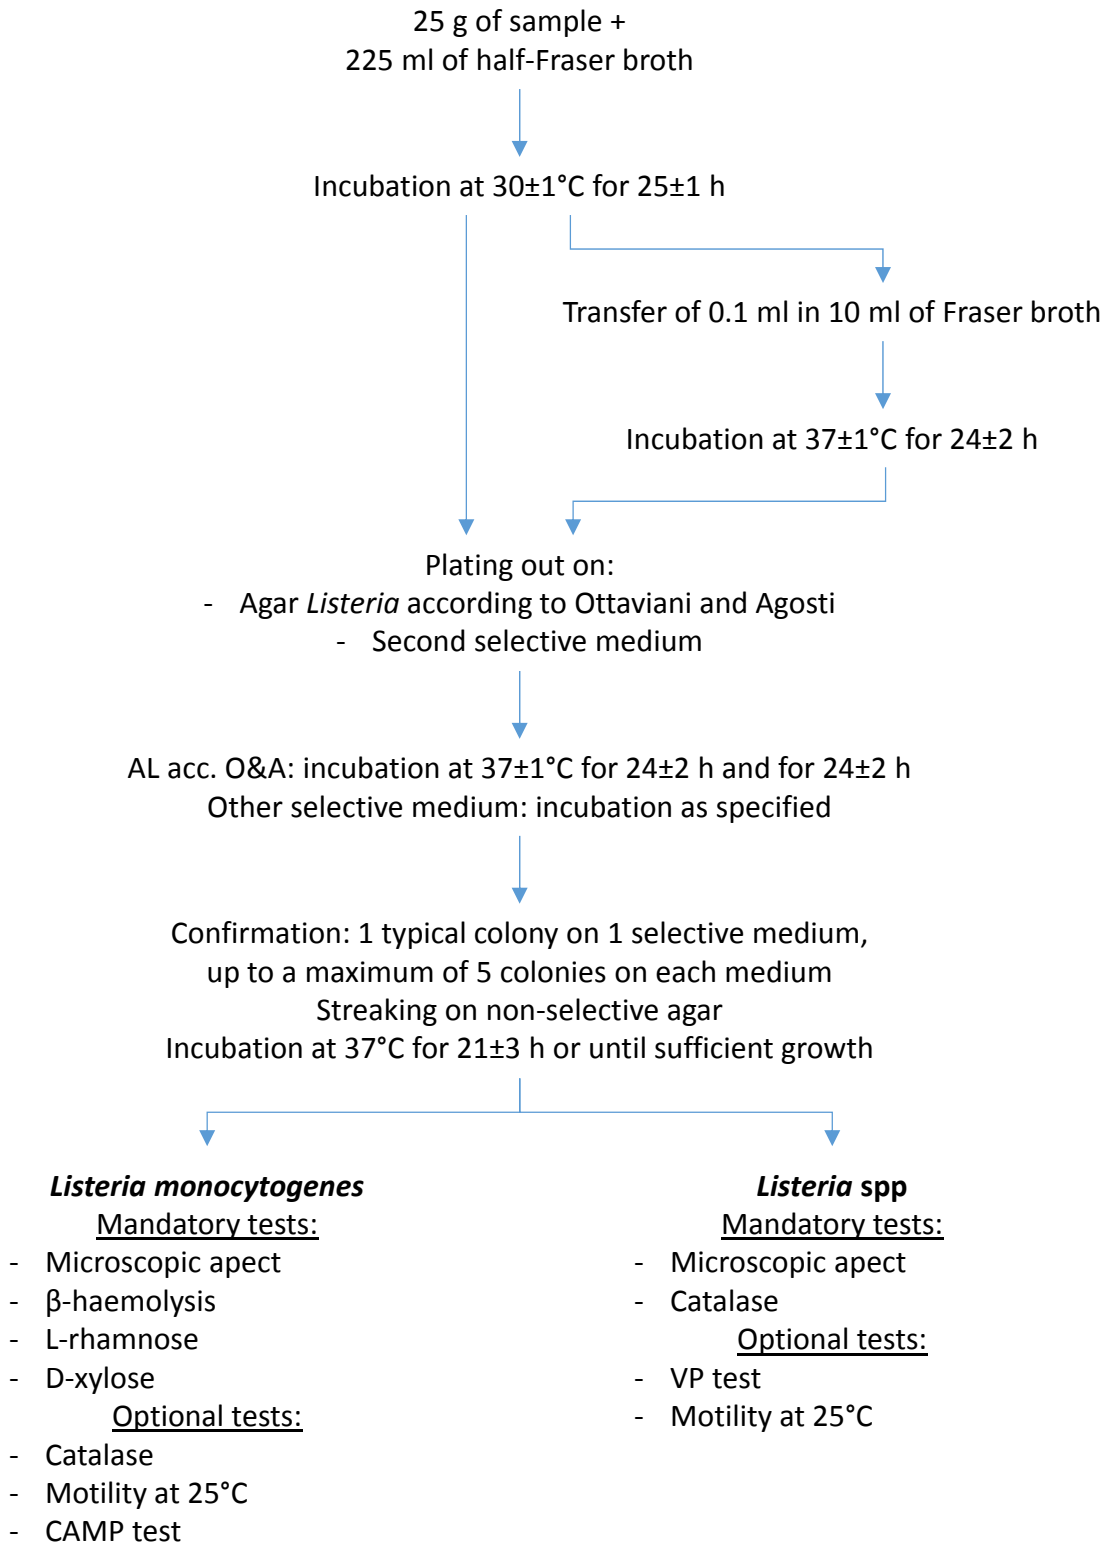 25 g of sample +
225 ml of half-Fraser broth
Incubation at 30±1°C for 25±1 h
Transfer of 0.1 ml in 10 ml of Fraser broth
Incubation at 37±1°C for 24±2 h
Plating out on:
- Agar Listeria according to Ottaviani and Agosti
- Second selective medium
AL acc. O&A: incubation at 37±1°C for 24±2 h and for 24±2 h
Other selective medium: incubation as specified
Confirmation: 1 typical colony on 1 selective medium,
up to a maximum of 5 colonies on each medium
Streaking on non-selective agar
Incubation at 37°C for 21±3 h or until sufficient growth
Listeria monocytogenes
Mandatory tests:
- Microscopic apect
- β-haemolysis
- L-rhamnose
- D-xylose
Optional tests:
- Catalase
- Motility at 25°C
- CAMP test
Listeria spp
Mandatory tests:
- Microscopic apect
- Catalase
Optional tests:
- VP test
- Motility at 25°C